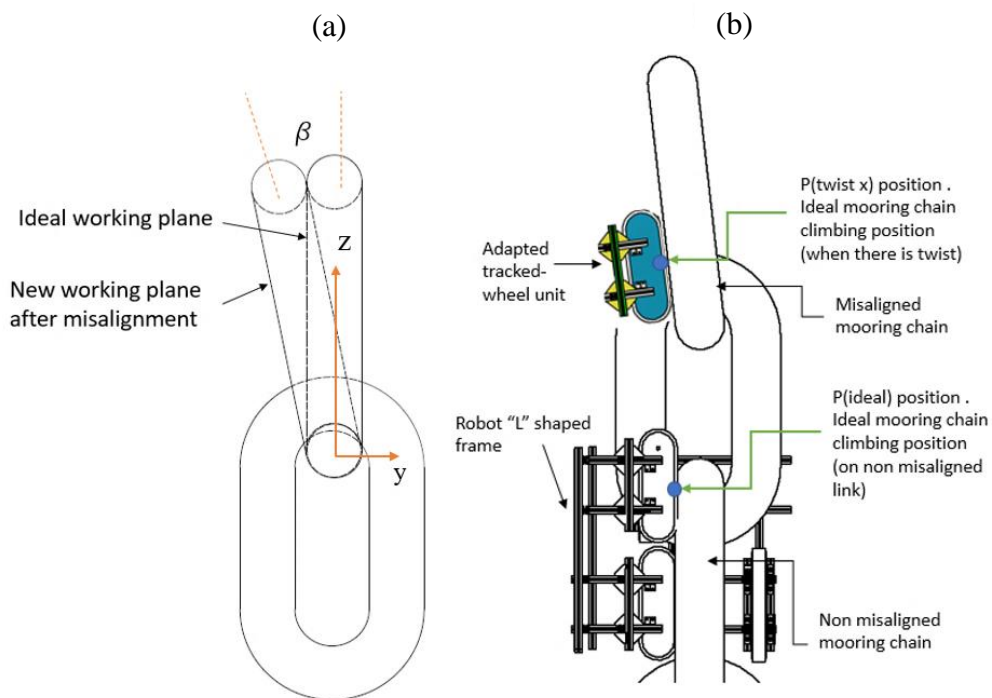 (a)
β
Ideal working plane
z
New working plane
after misalignment
y
(b)
P(twist x) position .
Ideal mooring chain
climbing position
(when there is twist)
Adapted
tracked-
wheel unit
Misaligned
mooring chain
P(ideal) position .
Ideal mooring chain
climbing position
(on non misaligned
link)
Robot “L” shaped
frame
Non misaligned
mooring chain